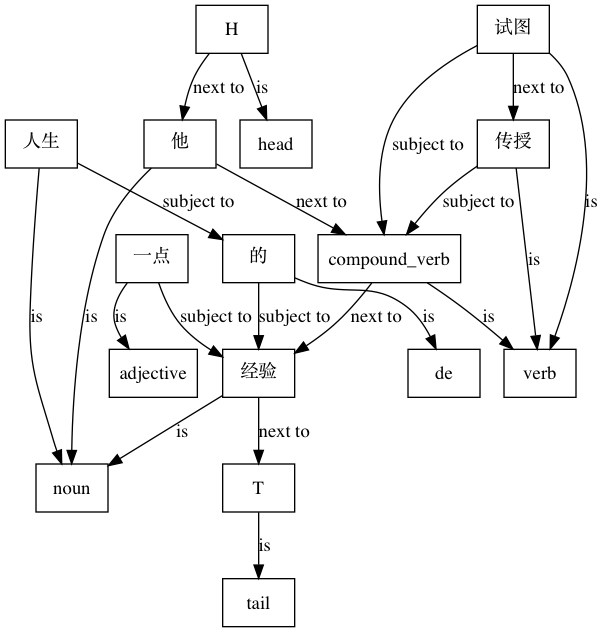 H
试图
next to
is
next to
人生
他
head
传授
subject to
subject to
next to
subject to
is
一点
的
compound_verb
is
is
is
subject to
subject to
next to
is
is
adjective
经验
de
verb
is
next to
noun
T
is
tail